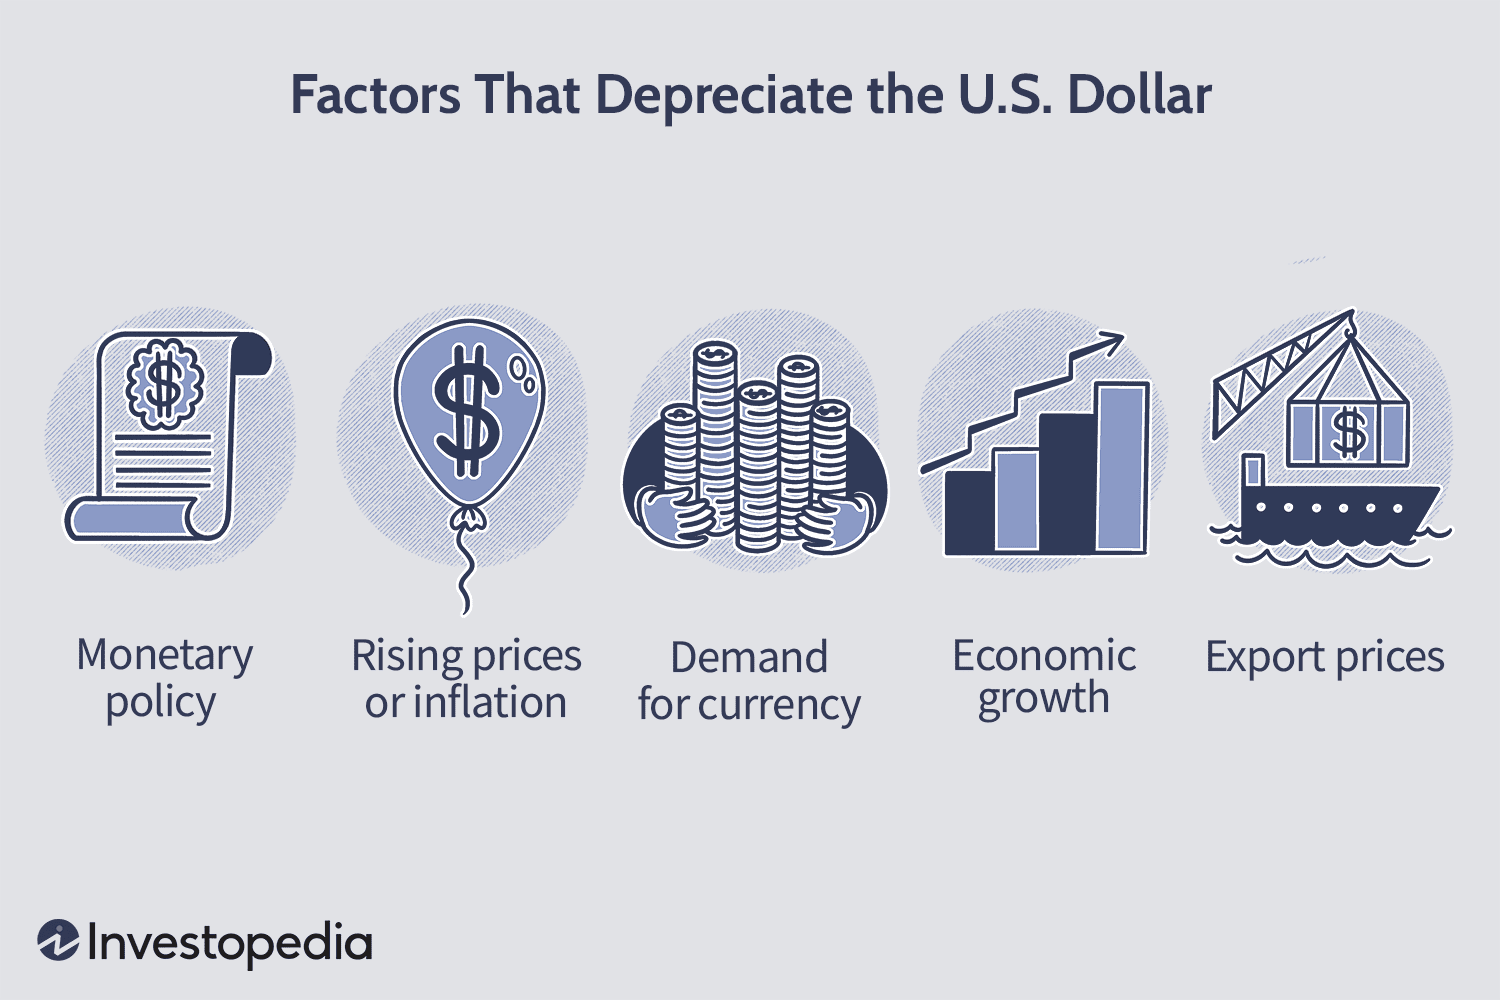 Factors That Depreciate the U.S. Dollar
$
$
$
Monetary
policy
Rising prices
or inflation
Demand
for currency
Economic
growth
Export prices
Investopedia